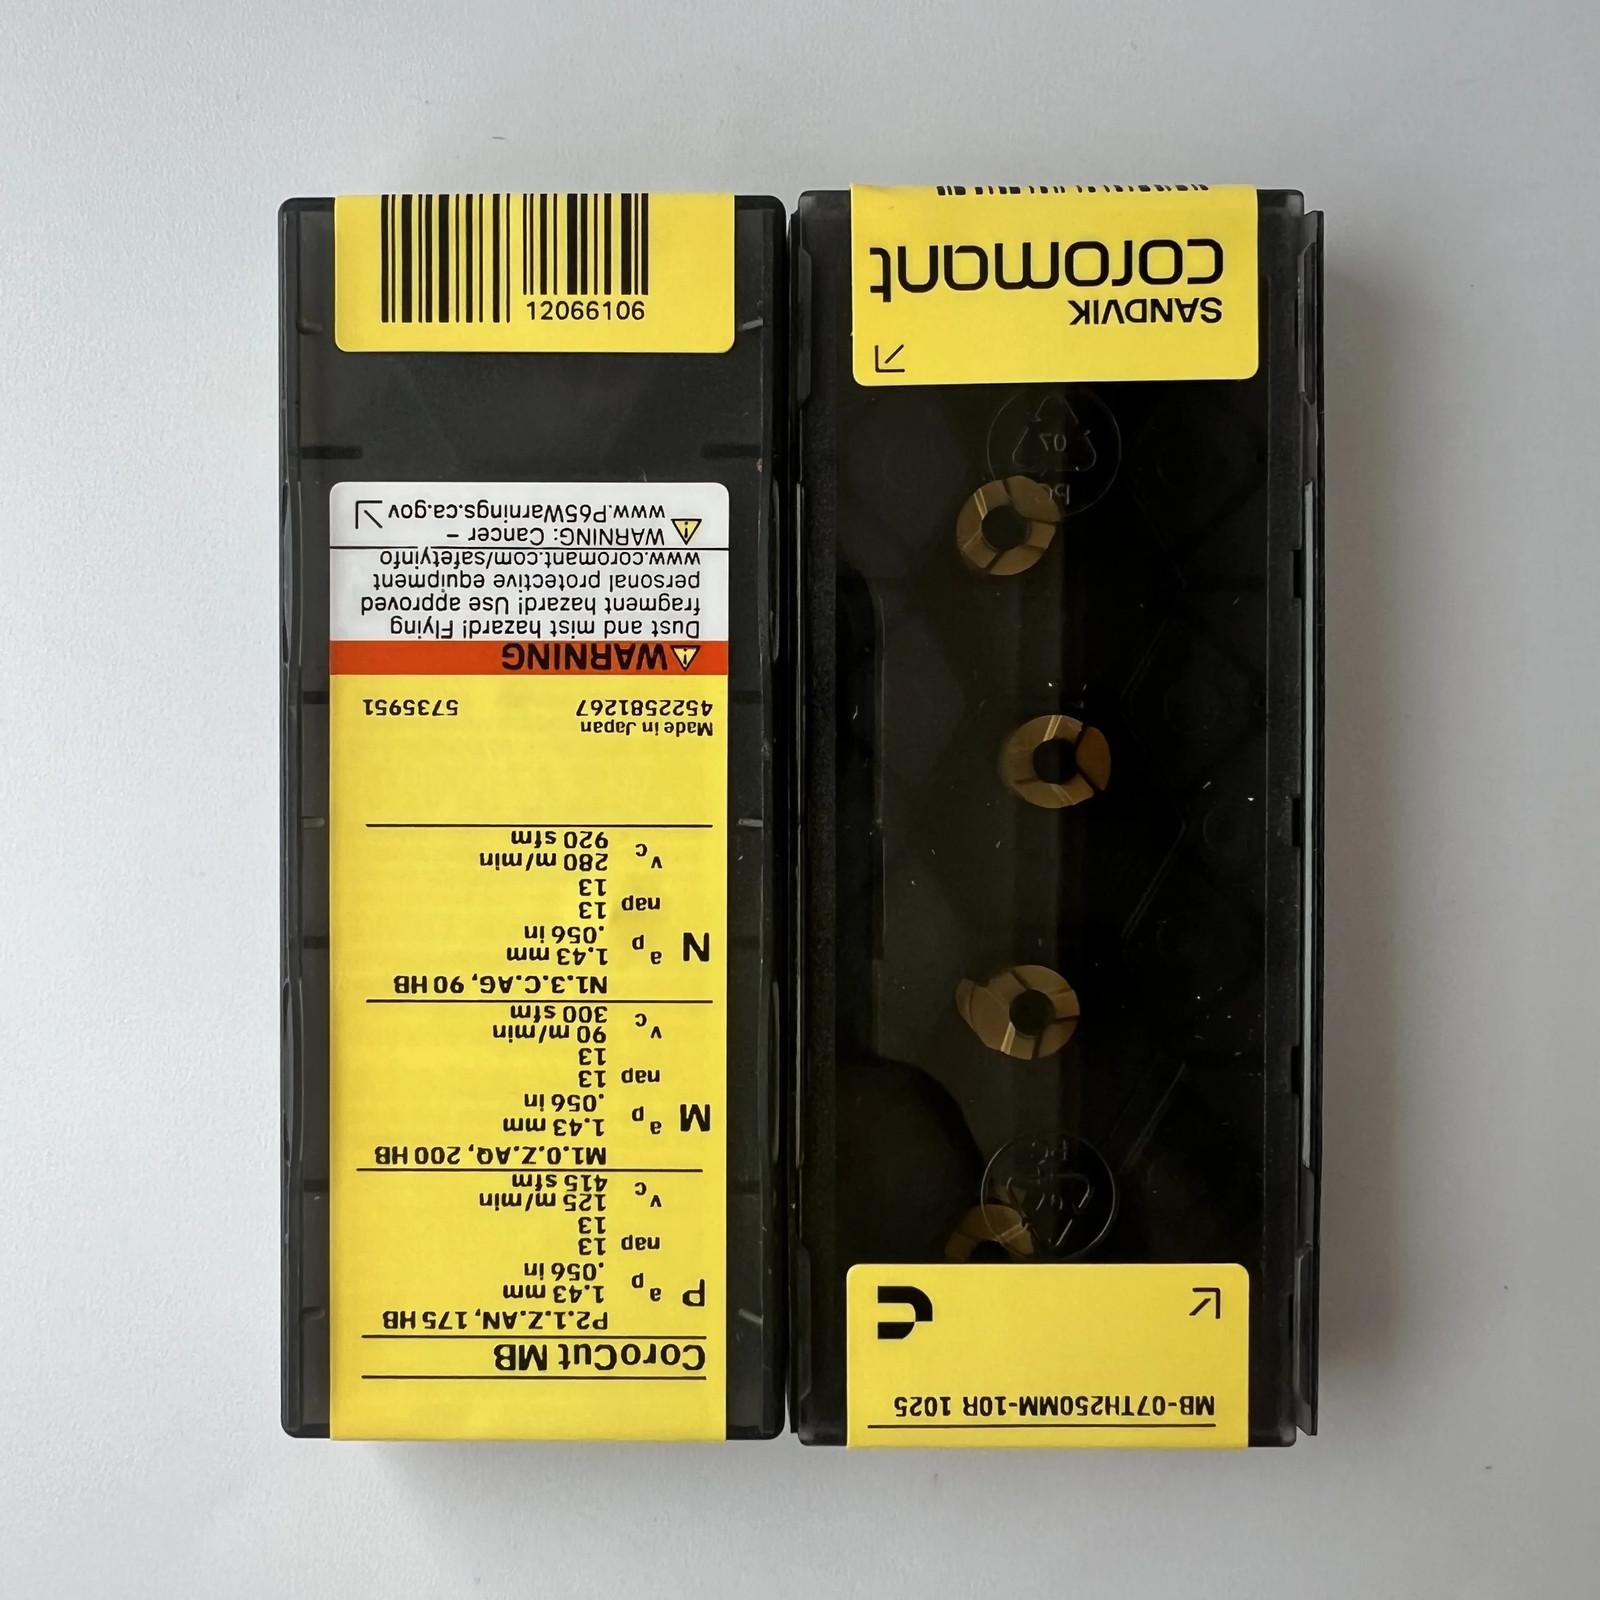 12066106
CoroCut MB
P2.1.Z.AN, 175 HB
P
ap 1.43 mm
.056 in
nap 13
13
vc 125 m/min
415 sfm
M1.0.Z.AQ, 200 HB
M
ap 1.43 mm
.056 in
nap 13
13
vc 90 m/min
300 sfm
N1.3.C.AG, 90 HB
N
ap 1.43 mm
.056 in
nap 13
13
vc 280 m/min
920 sfm
Made in Japan
4522581267 5735951
WARNING
Dust and mist hazard! Flying
fragment hazard! Use approved
personal protective equipment
www.coromant.com/safetyinfo
WARNING: Cancer –
www.P65Warnings.ca.gov
MB-07TH250MM-10R 1025
PC
07
SANDVIK
coromant